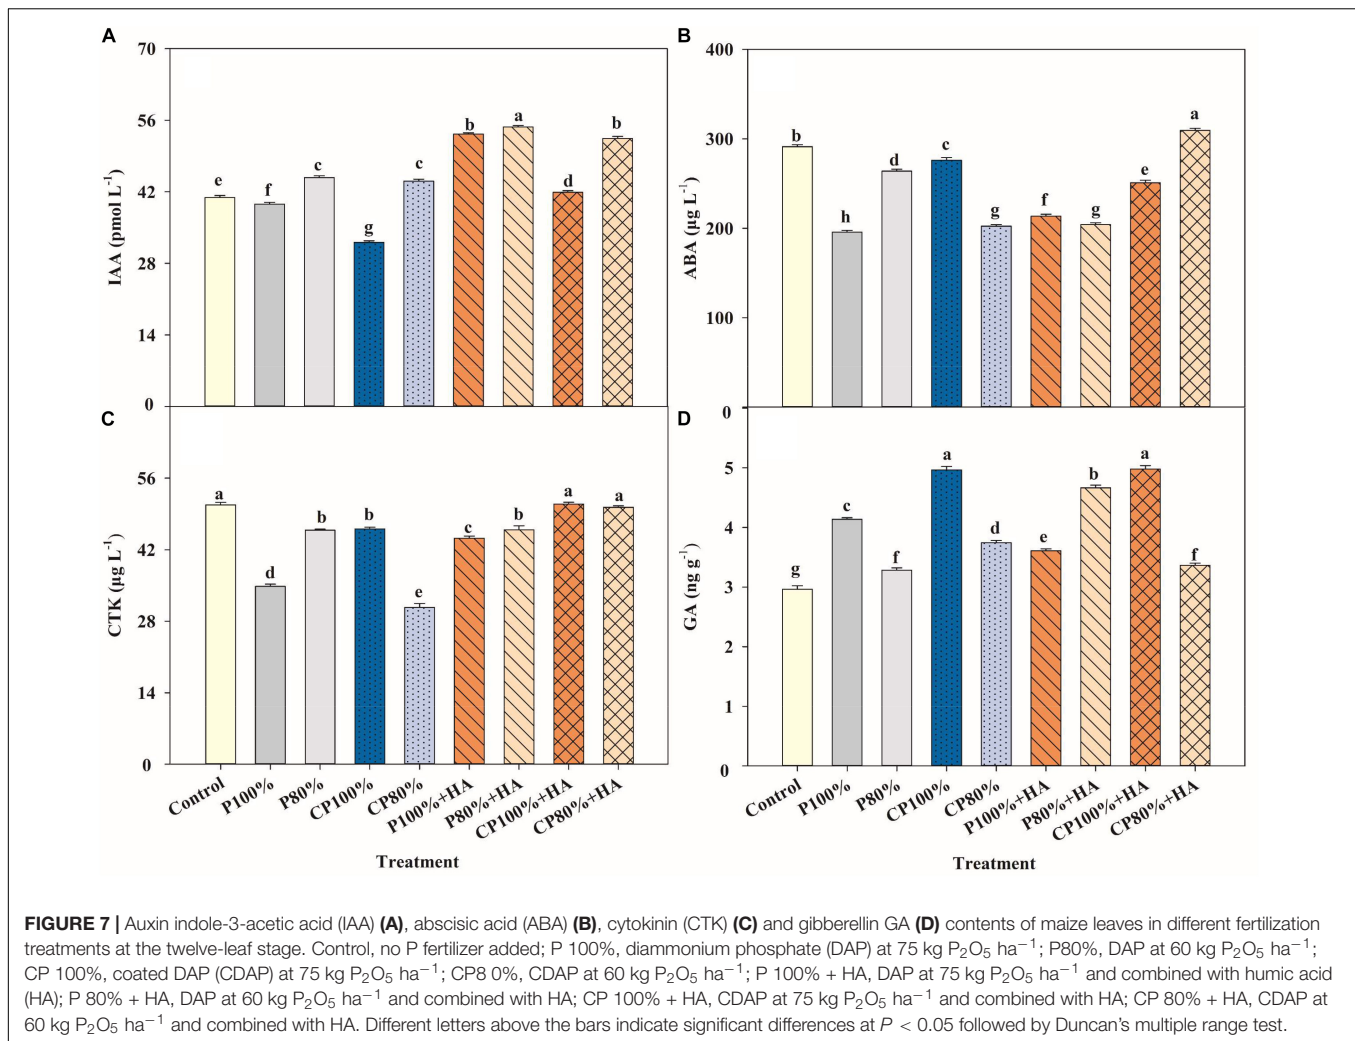 A
B
70
56
42
28
14
0
IAA (pmol L⁻¹)
e
f
c
g
c
b
a
d
b
400
300
200
100
0
ABA (µg L⁻¹)
b
h
d
c
g
f
g
e
a
C
D
56
42
28
14
0
CTK (µg L⁻¹)
a
d
b
b
e
c
b
a
a
5
4
3
2
1
0
GA (ng g⁻¹)
g
c
f
a
d
e
b
a
f
Control
P100%
P80%
CP100%
CP80%
P100%+HA
P80%+HA
CP100%+HA
CP80%+HA
Treatment
Control
P100%
P80%
CP100%
CP80%
P100%+HA
P80%+HA
CP100%+HA
CP80%+HA
Treatment
FIGURE 7 | Auxin indole-3-acetic acid (IAA) (A), abscisic acid (ABA) (B), cytokinin (CTK) (C) and gibberellin GA (D) contents of maize leaves in different fertilization
treatments at the twelve-leaf stage. Control, no P fertilizer added; P 100%, diammonium phosphate (DAP) at 75 kg P₂O₅ ha⁻¹; P80%, DAP at 60 kg P₂O₅ ha⁻¹;
CP 100%, coated DAP (CDAP) at 75 kg P₂O₅ ha⁻¹; CP8 0%, CDAP at 60 kg P₂O₅ ha⁻¹; P 100% + HA, DAP at 75 kg P₂O₅ ha⁻¹ and combined with humic acid
(HA); P 80% + HA, DAP at 60 kg P₂O₅ ha⁻¹ and combined with HA; CP 100% + HA, CDAP at 75 kg P₂O₅ ha⁻¹ and combined with HA; CP 80% + HA, CDAP at
60 kg P₂O₅ ha⁻¹ and combined with HA. Different letters above the bars indicate significant differences at P < 0.05 followed by Duncan's multiple range test.